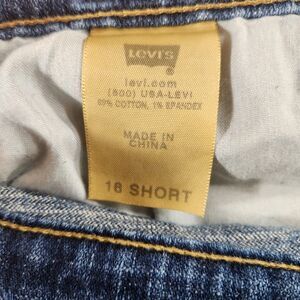 LEVI'S
®
levi.com
(800) USA-LEVI
99% COTTON, 1% SPANDEX
MADE IN
CHINA
16 SHORT